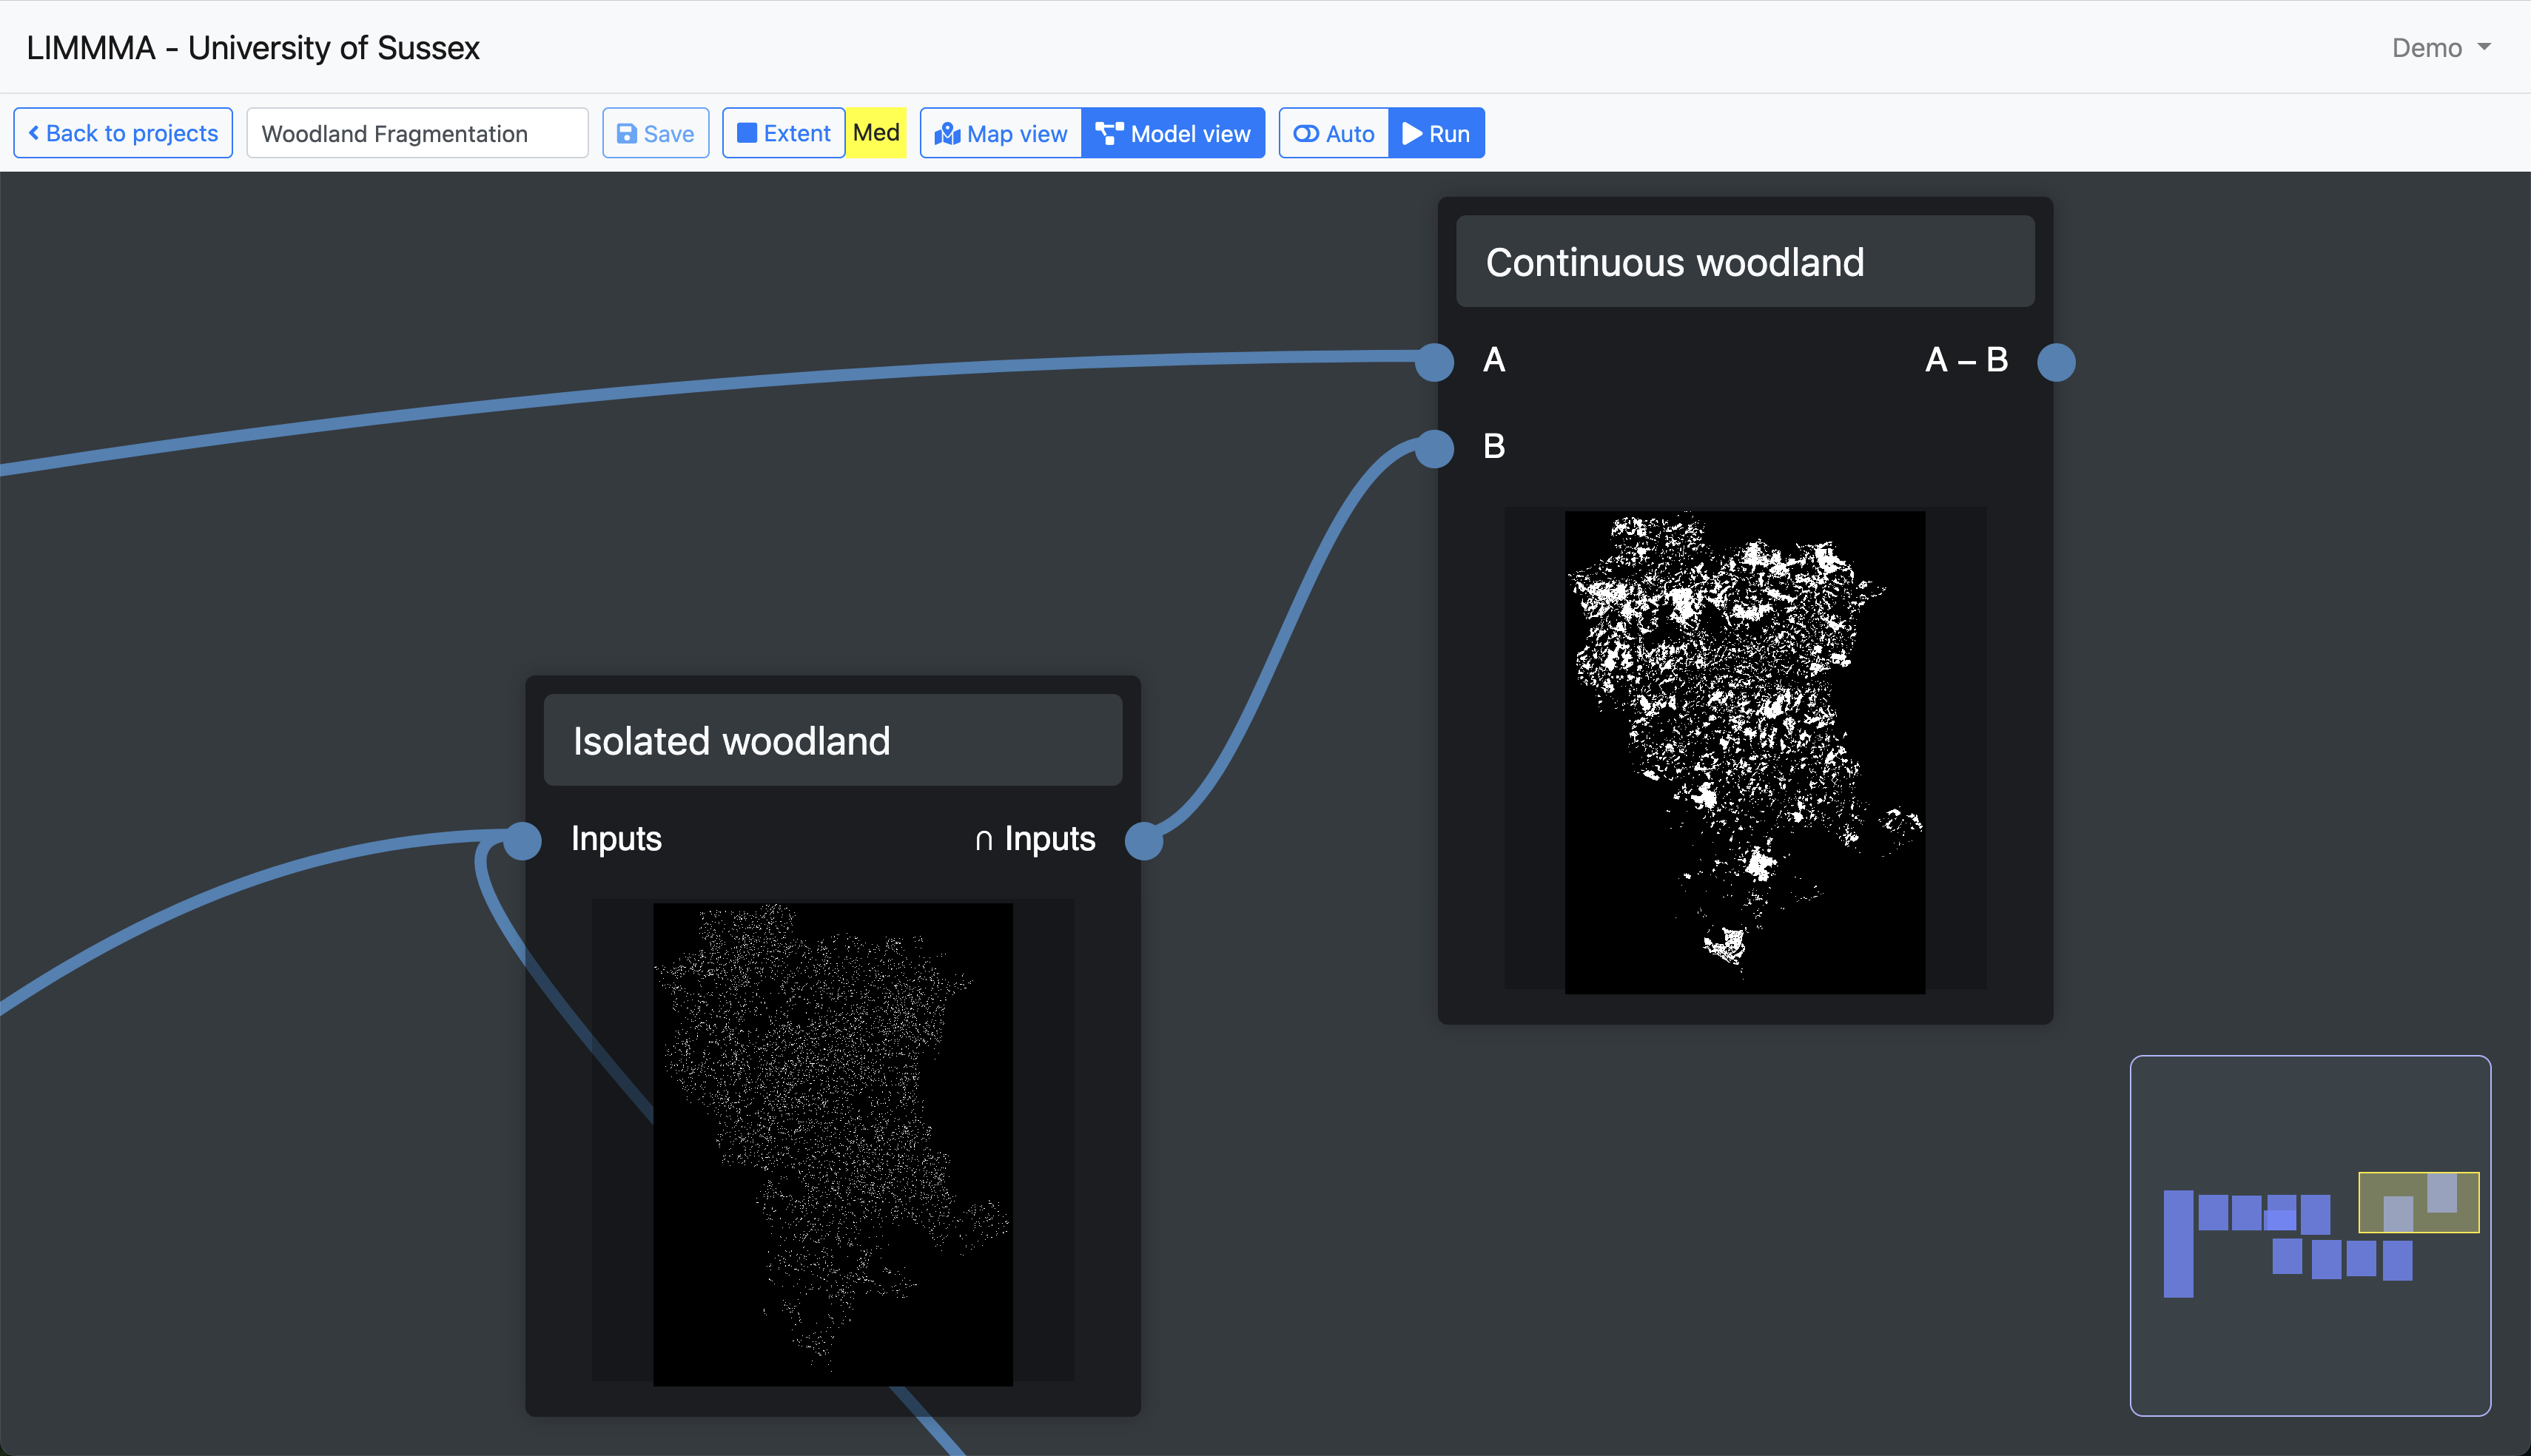 LIMMMA - University of Sussex
Demo
Back to projects
Woodland Fragmentation
Save
Extent
Med
Map view
Model view
Auto
Run
Continuous woodland
A
A – B
B
Isolated woodland
Inputs
∩ Inputs